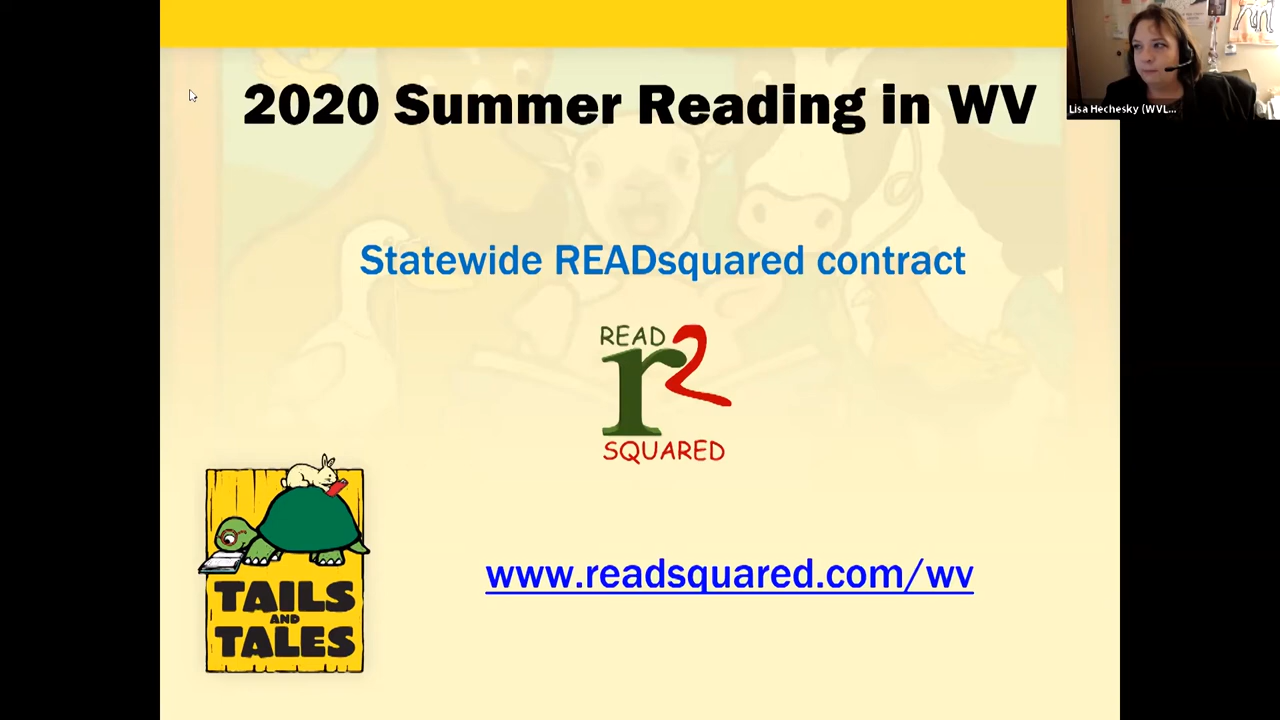 2020 Summer Reading in WV
Lisa Hechesky (WVL...
Statewide READsquared contract
READ
r2
SQUARED
TAILS
AND
TALES
www.readsquared.com/wv